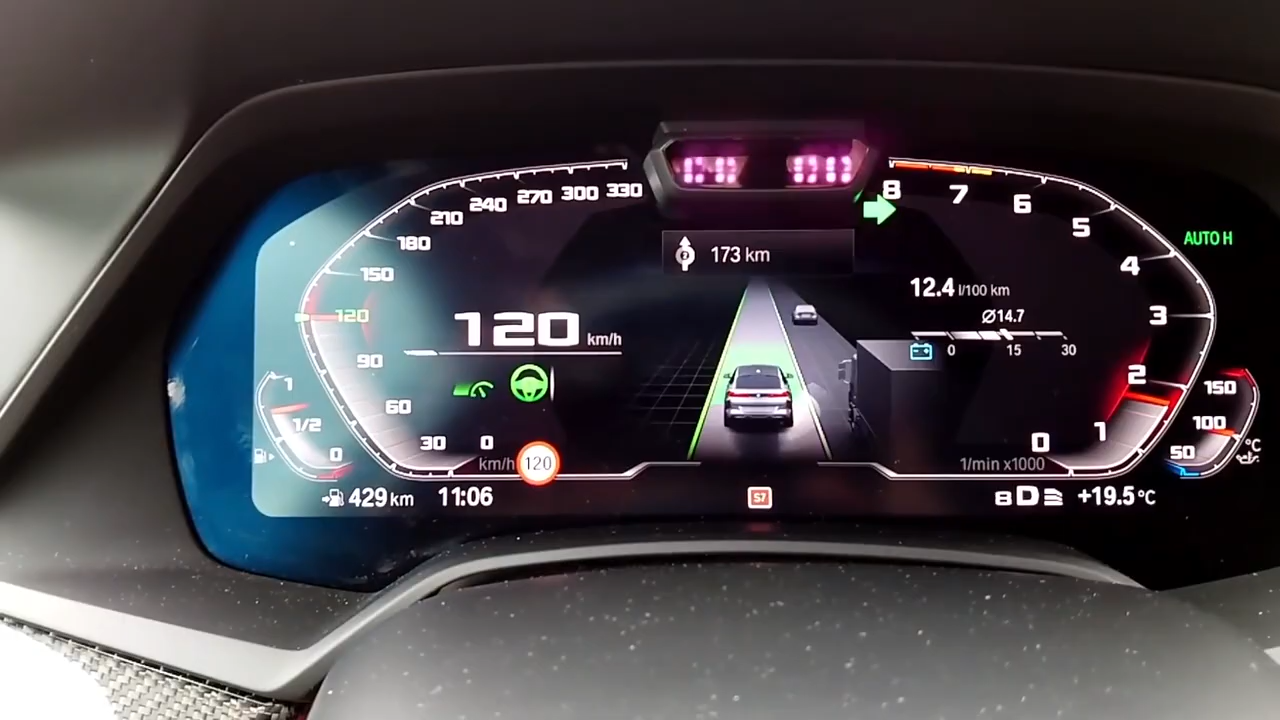 330
300
270
240
210
180
150
120
90
60
30
0
km/h
120
120 km/h
1
1/2
0
429 km
11:06
173 km
S7
12.4 l/100 km
Ø14.7
0 15 30
8
7
6
5
4
3
2
1
0
1/min x1000
AUTO H
150
100
50
°C
8 D
+19.5°C